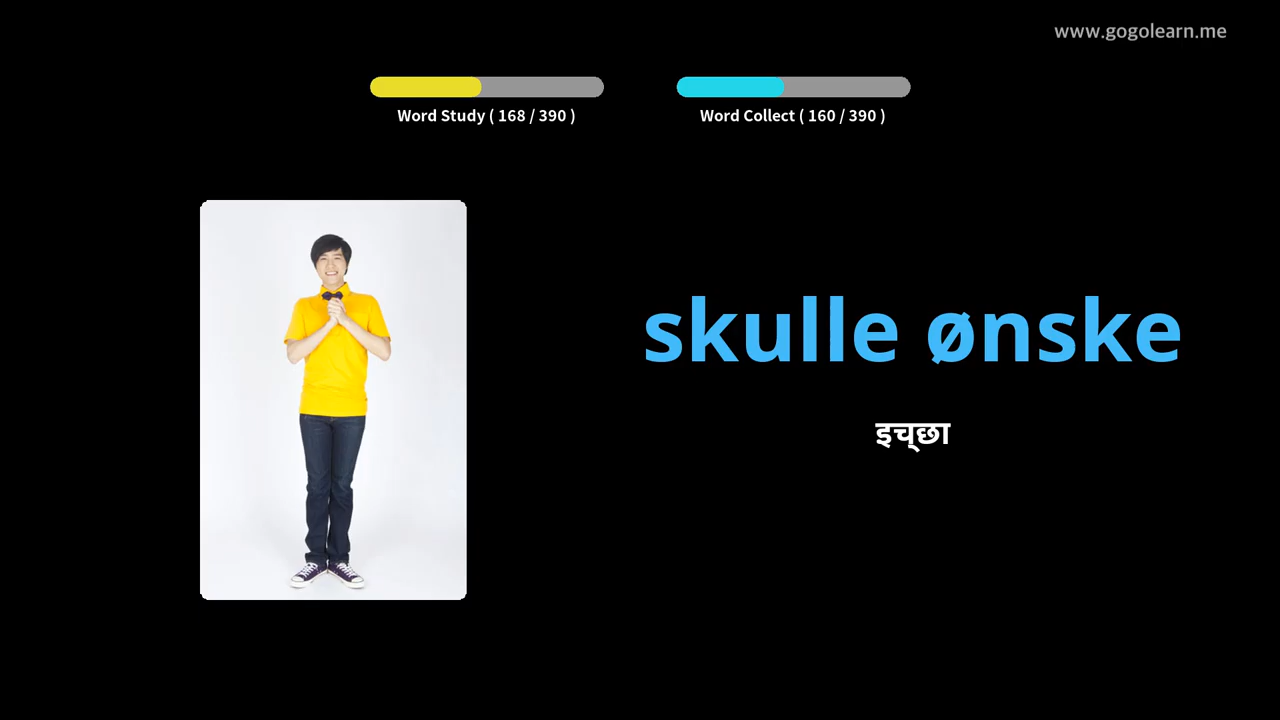 www.gogolearn.me
Word Study ( 168 / 390 )
Word Collect ( 160 / 390 )
skulle ønske
इच्छा